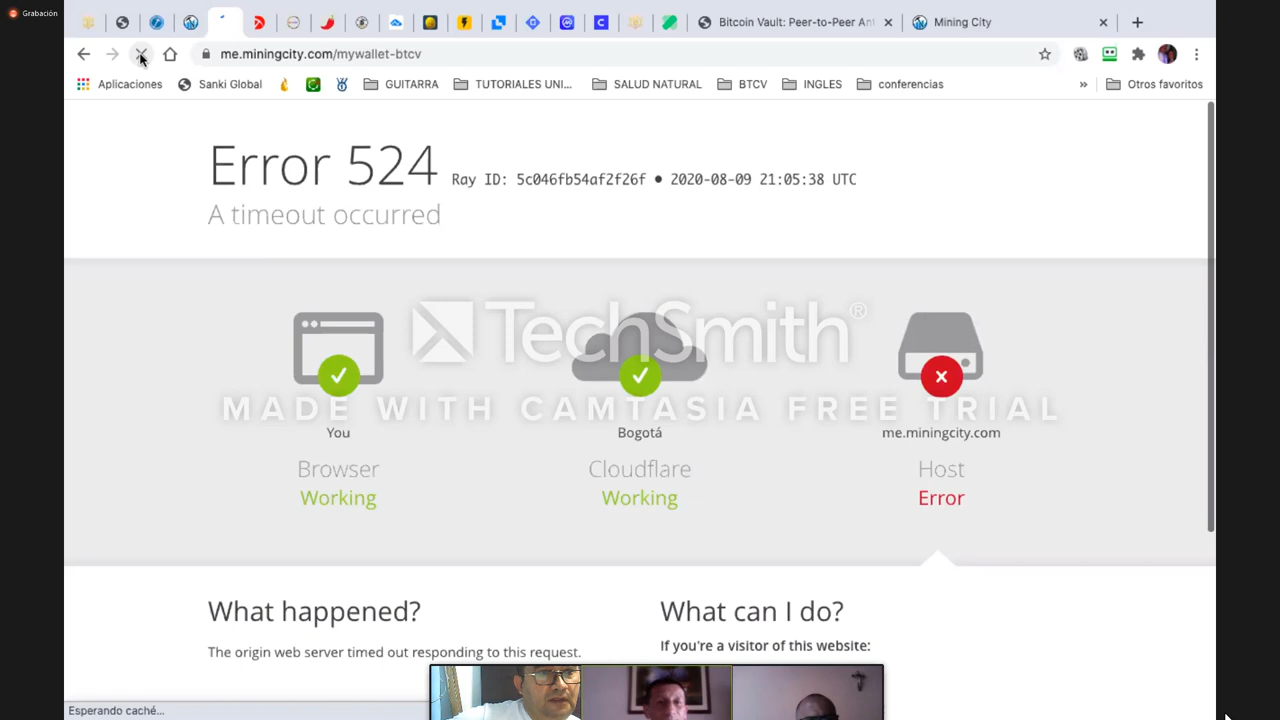 Grabación
Bitcoin Vault: Peer-to-Peer Ant
Mining City
me.miningcity.com/mywallet-btcv
Aplicaciones
Sanki Global
GUITARRA
TUTORIALES UNI...
SALUD NATURAL
BTCV
INGLES
conferencias
»
Otros favoritos
Error 524 Ray ID: 5c046fb54af2f26f • 2020-08-09 21:05:38 UTC
A timeout occurred
TechSmith®
MADE WITH CAMTASIA FREE TRIAL
You
Bogotá
me.miningcity.com
Browser
Cloudflare
Host
Working
Working
Error
What happened?
What can I do?
The origin web server timed out responding to this request.
If you're a visitor of this website:
Esperando caché...